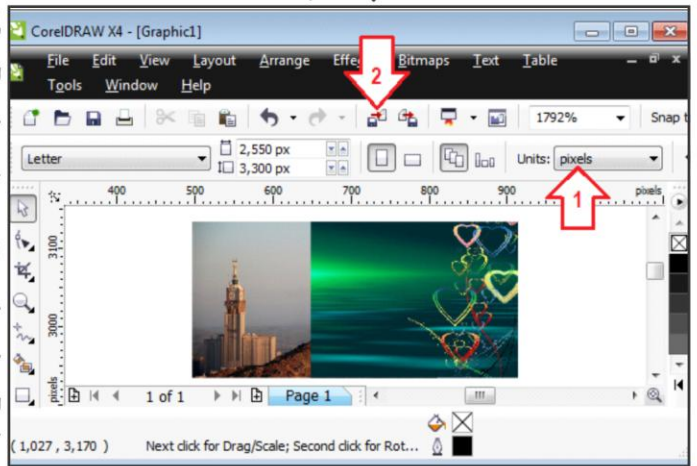 CorelDRAW X4 - [Graphic1]
File Edit View Layout Arrange Bitmaps Text Table
Tools Window Help
2
1792% Snap
Letter 2,550 px
3,300 px
Units: pixels
1
400 500 600 700 800 900 pixels
3100
3000
pixels
1 of 1 Page 1
( 1,027 , 3,170 ) Next click for Drag/Scale; Second click for Rot...